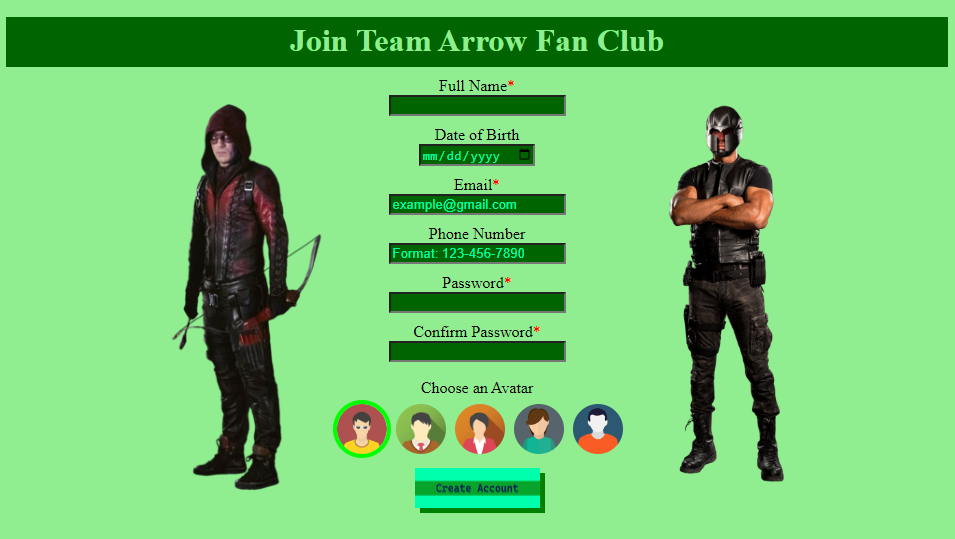 Join Team Arrow Fan Club
Full Name*
Date of Birth
mm/dd/yyyy
Email*
example@gmail.com
Phone Number
Format: 123-456-7890
Password*
Confirm Password*
Choose an Avatar
Create Account